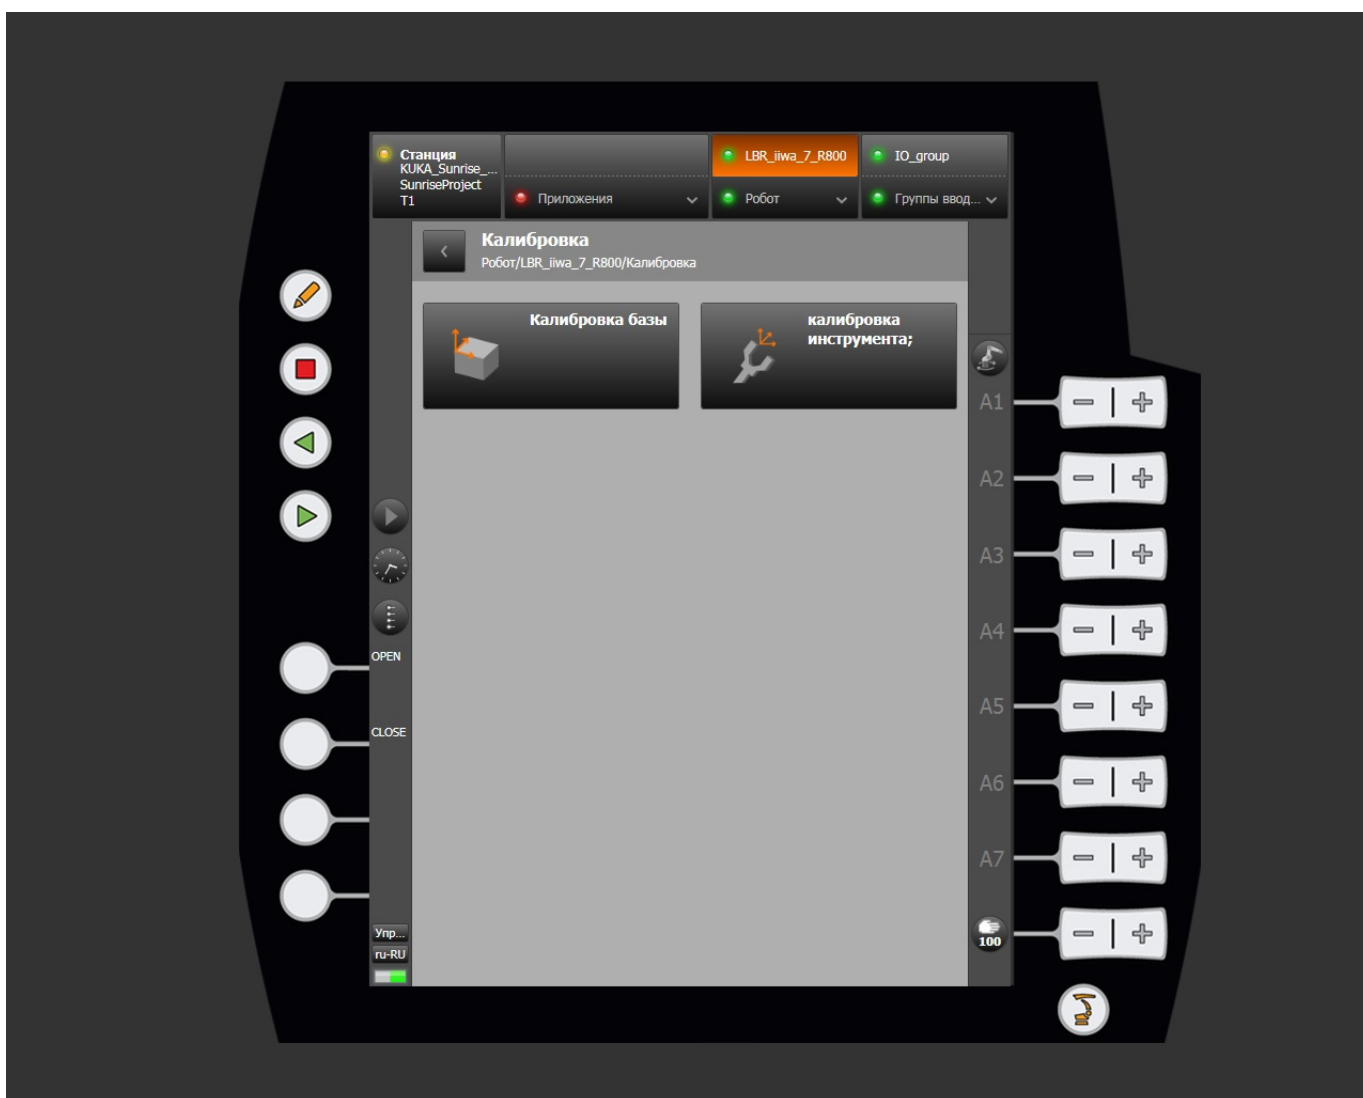 Станция
KUKA_Sunrise_...
SunriseProject
T1
Приложения
LBR_iiwa_7_R800
Робот
IO_group
Группы ввод...
Калибровка
Робот/LBR_iiwa_7_R800/Калибровка
Калибровка базы
калибровка
инструмента;
A1
A2
A3
A4
A5
A6
A7
100
OPEN
CLOSE
Упр...
ru-RU